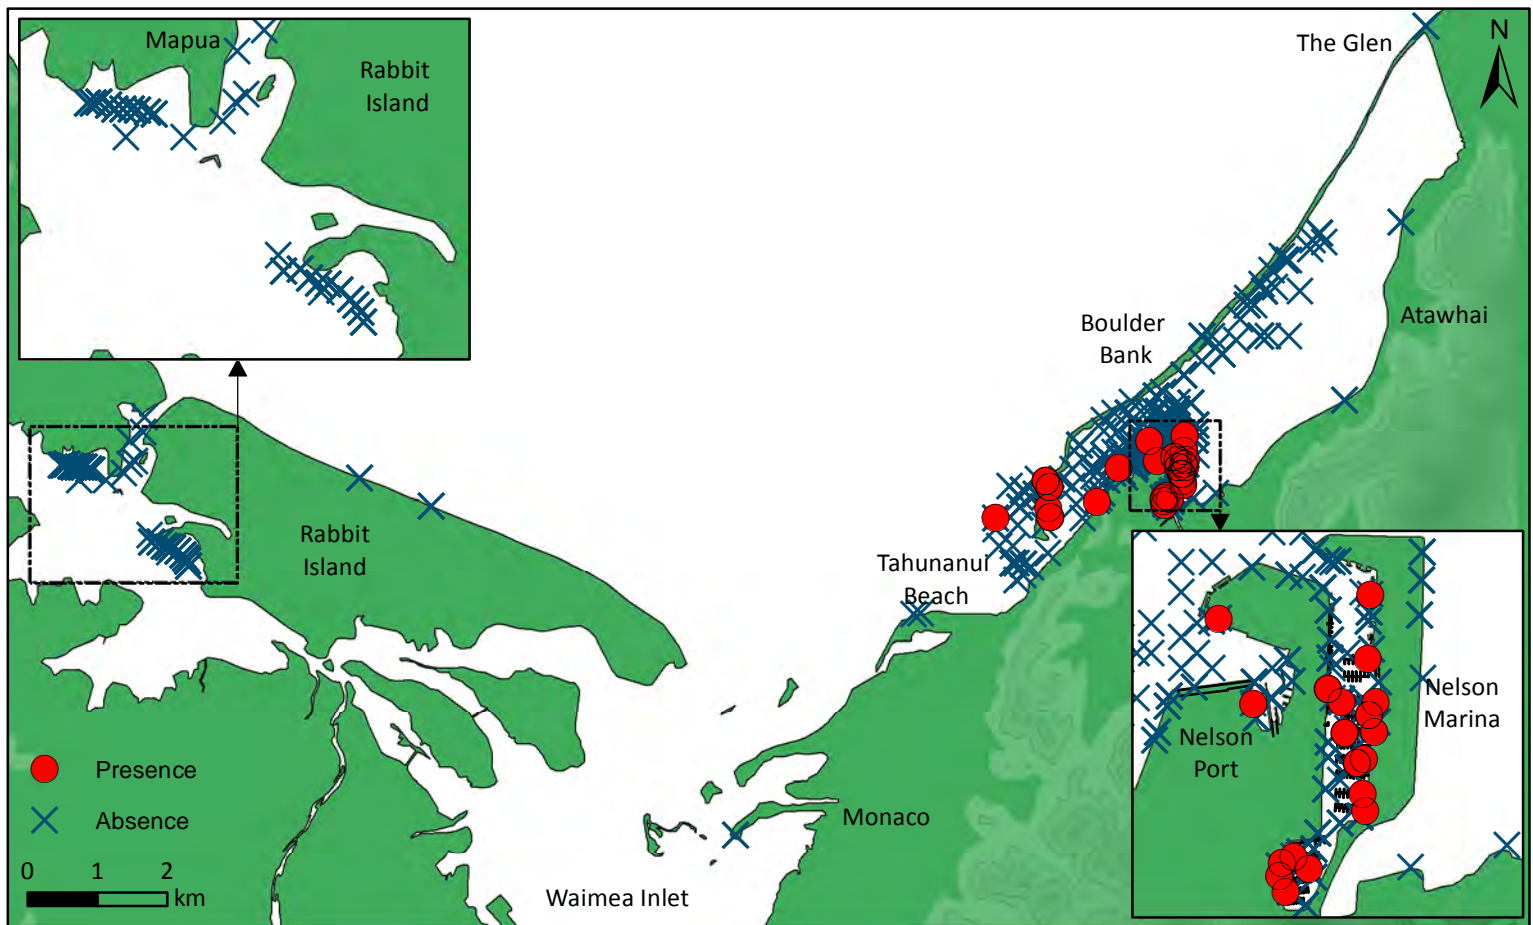 Mapua
Rabbit
Island
The Glen
N
Boulder
Bank
Atawhai
Rabbit
Island
Tahunanui
Beach
Nelson
Marina
Nelson
Port
Presence
Absence
Monaco
0 1 2
km
Waimea Inlet